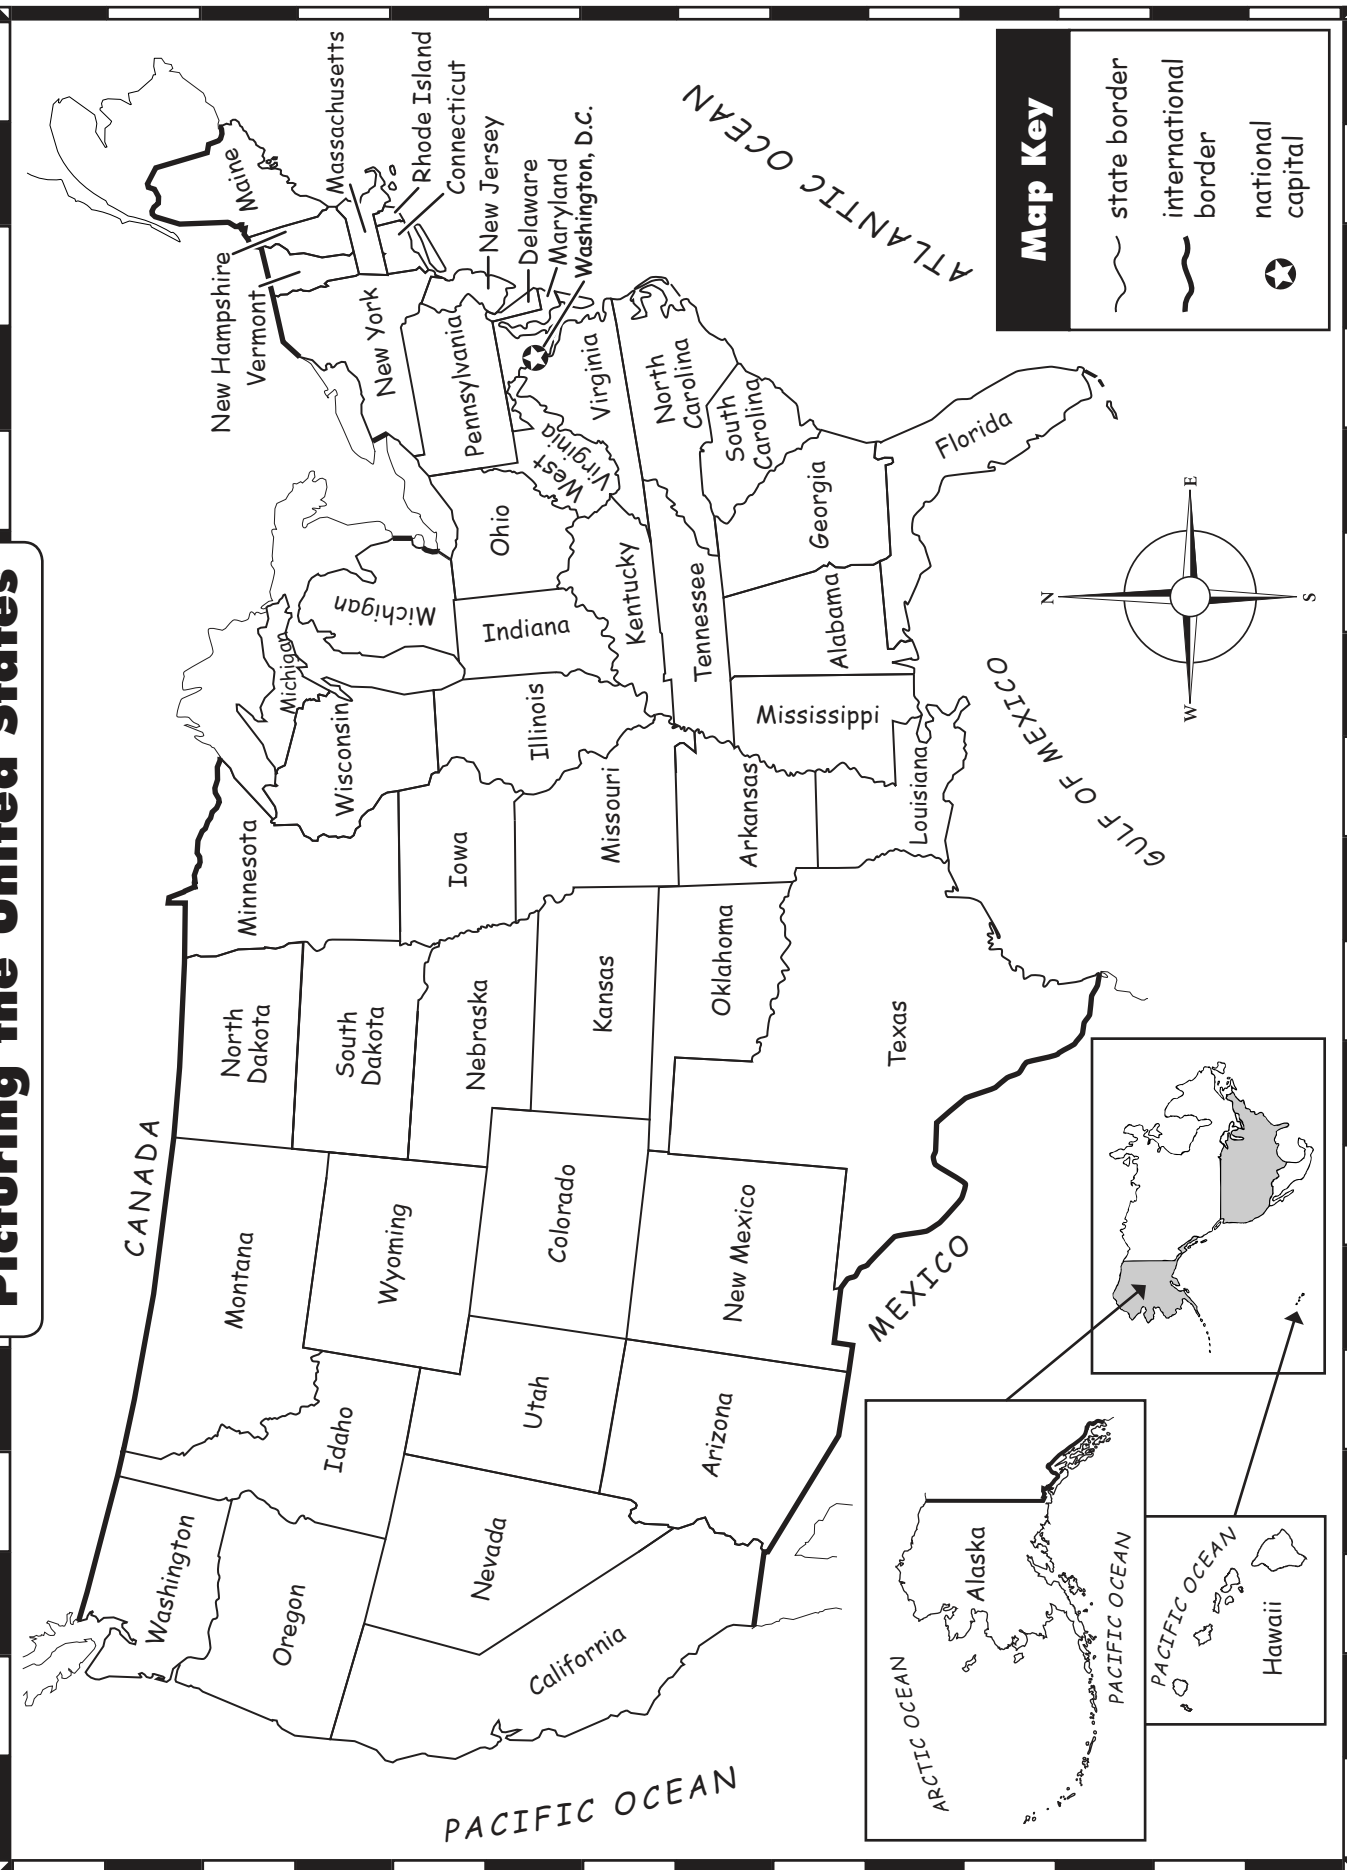 Picturing the United States
CANADA
Washington
Oregon
California
Nevada
Idaho
Montana
Wyoming
Utah
Arizona
Colorado
New Mexico
North
Dakota
South
Dakota
Nebraska
Kansas
Oklahoma
Texas
Minnesota
Iowa
Missouri
Arkansas
Louisiana
Wisconsin
Michigan
Michigan
Illinois
Indiana
Ohio
Kentucky
Tennessee
Mississippi
Alabama
Georgia
Florida
South
Carolina
North
Carolina
Virginia
West
Virginia
Pennsylvania
New York
Vermont
New Hampshire
Maine
Massachusetts
Rhode Island
Connecticut
New Jersey
Delaware
Maryland
Washington, D.C.
PACIFIC OCEAN
ATLANTIC OCEAN
GULF OF MEXICO
MEXICO
ARCTIC OCEAN
Alaska
PACIFIC OCEAN
PACIFIC OCEAN
Hawaii
N
E
S
W
Map Key
state border
international
border
national
capital